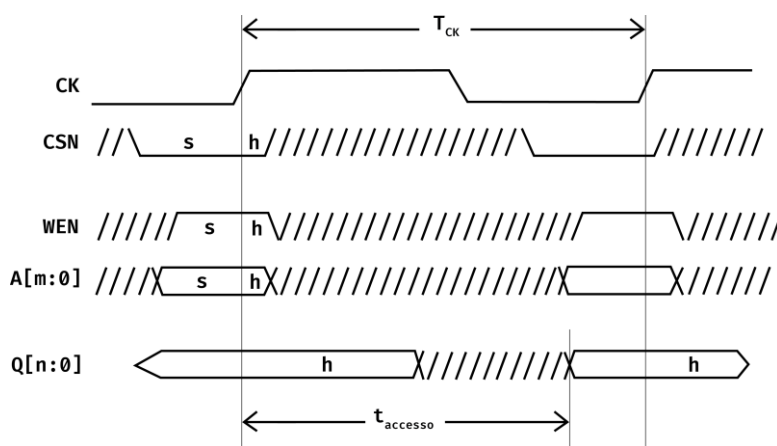 T_CK
CK
CSN s h
WEN s h
A[m:0] s h
Q[n:0] h h
t_accesso